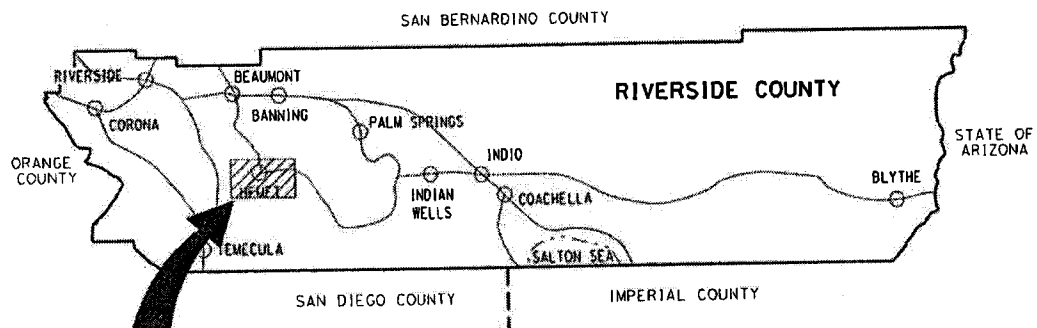 SAN BERNARDINO COUNTY
RIVERSIDE
BEAUMONT
RIVERSIDE COUNTY
BANNING
CORONA
PALM SPRINGS
STATE OF
ARIZONA
ORANGE
COUNTY
INDIO
HEMET
INDIAN
WELLS
COACHELLA
BLYTHE
TEMECULA
SALTON SEA
SAN DIEGO COUNTY
IMPERIAL COUNTY